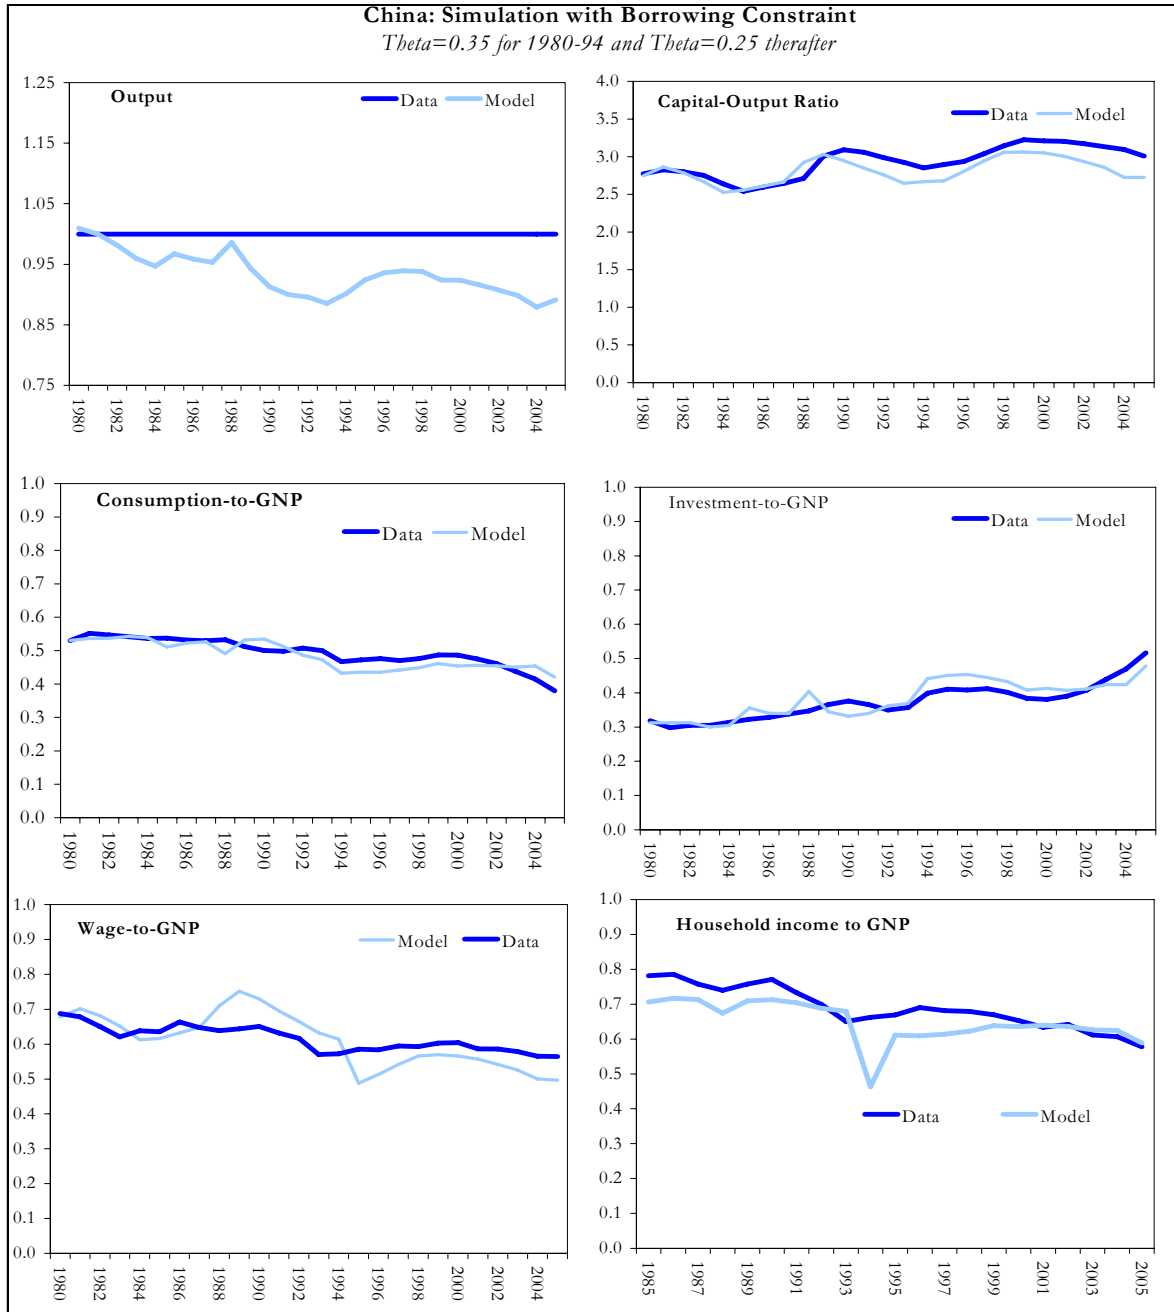 China: Simulation with Borrowing Constraint
Theta=0.35 for 1980-94 and Theta=0.25 therafter
Output
Data Model
1.25
1.15
1.05
0.95
0.85
0.75
1980 1982 1984 1986 1988 1990 1992 1994 1996 1998 2000 2002 2004
Capital-Output Ratio
Data Model
4.0
3.5
3.0
2.5
2.0
1.5
1.0
0.5
0.0
1980 1982 1984 1986 1988 1990 1992 1994 1996 1998 2000 2002 2004
Consumption-to-GNP
Data Model
1.0
0.9
0.8
0.7
0.6
0.5
0.4
0.3
0.2
0.1
0.0
1980 1982 1984 1986 1988 1990 1992 1994 1996 1998 2000 2002 2004
Investment-to-GNP
Data Model
1.0
0.9
0.8
0.7
0.6
0.5
0.4
0.3
0.2
0.1
0.0
1980 1982 1984 1986 1988 1990 1992 1994 1996 1998 2000 2002 2004
Wage-to-GNP
Model Data
1.0
0.9
0.8
0.7
0.6
0.5
0.4
0.3
0.2
0.1
0.0
1980 1982 1984 1986 1988 1990 1992 1994 1996 1998 2000 2002 2004
Household income to GNP
1.0
0.9
0.8
0.7
0.6
0.5
0.4
0.3
0.2
0.1
0.0
Data Model
1985 1987 1989 1991 1993 1995 1997 1999 2001 2003 2005